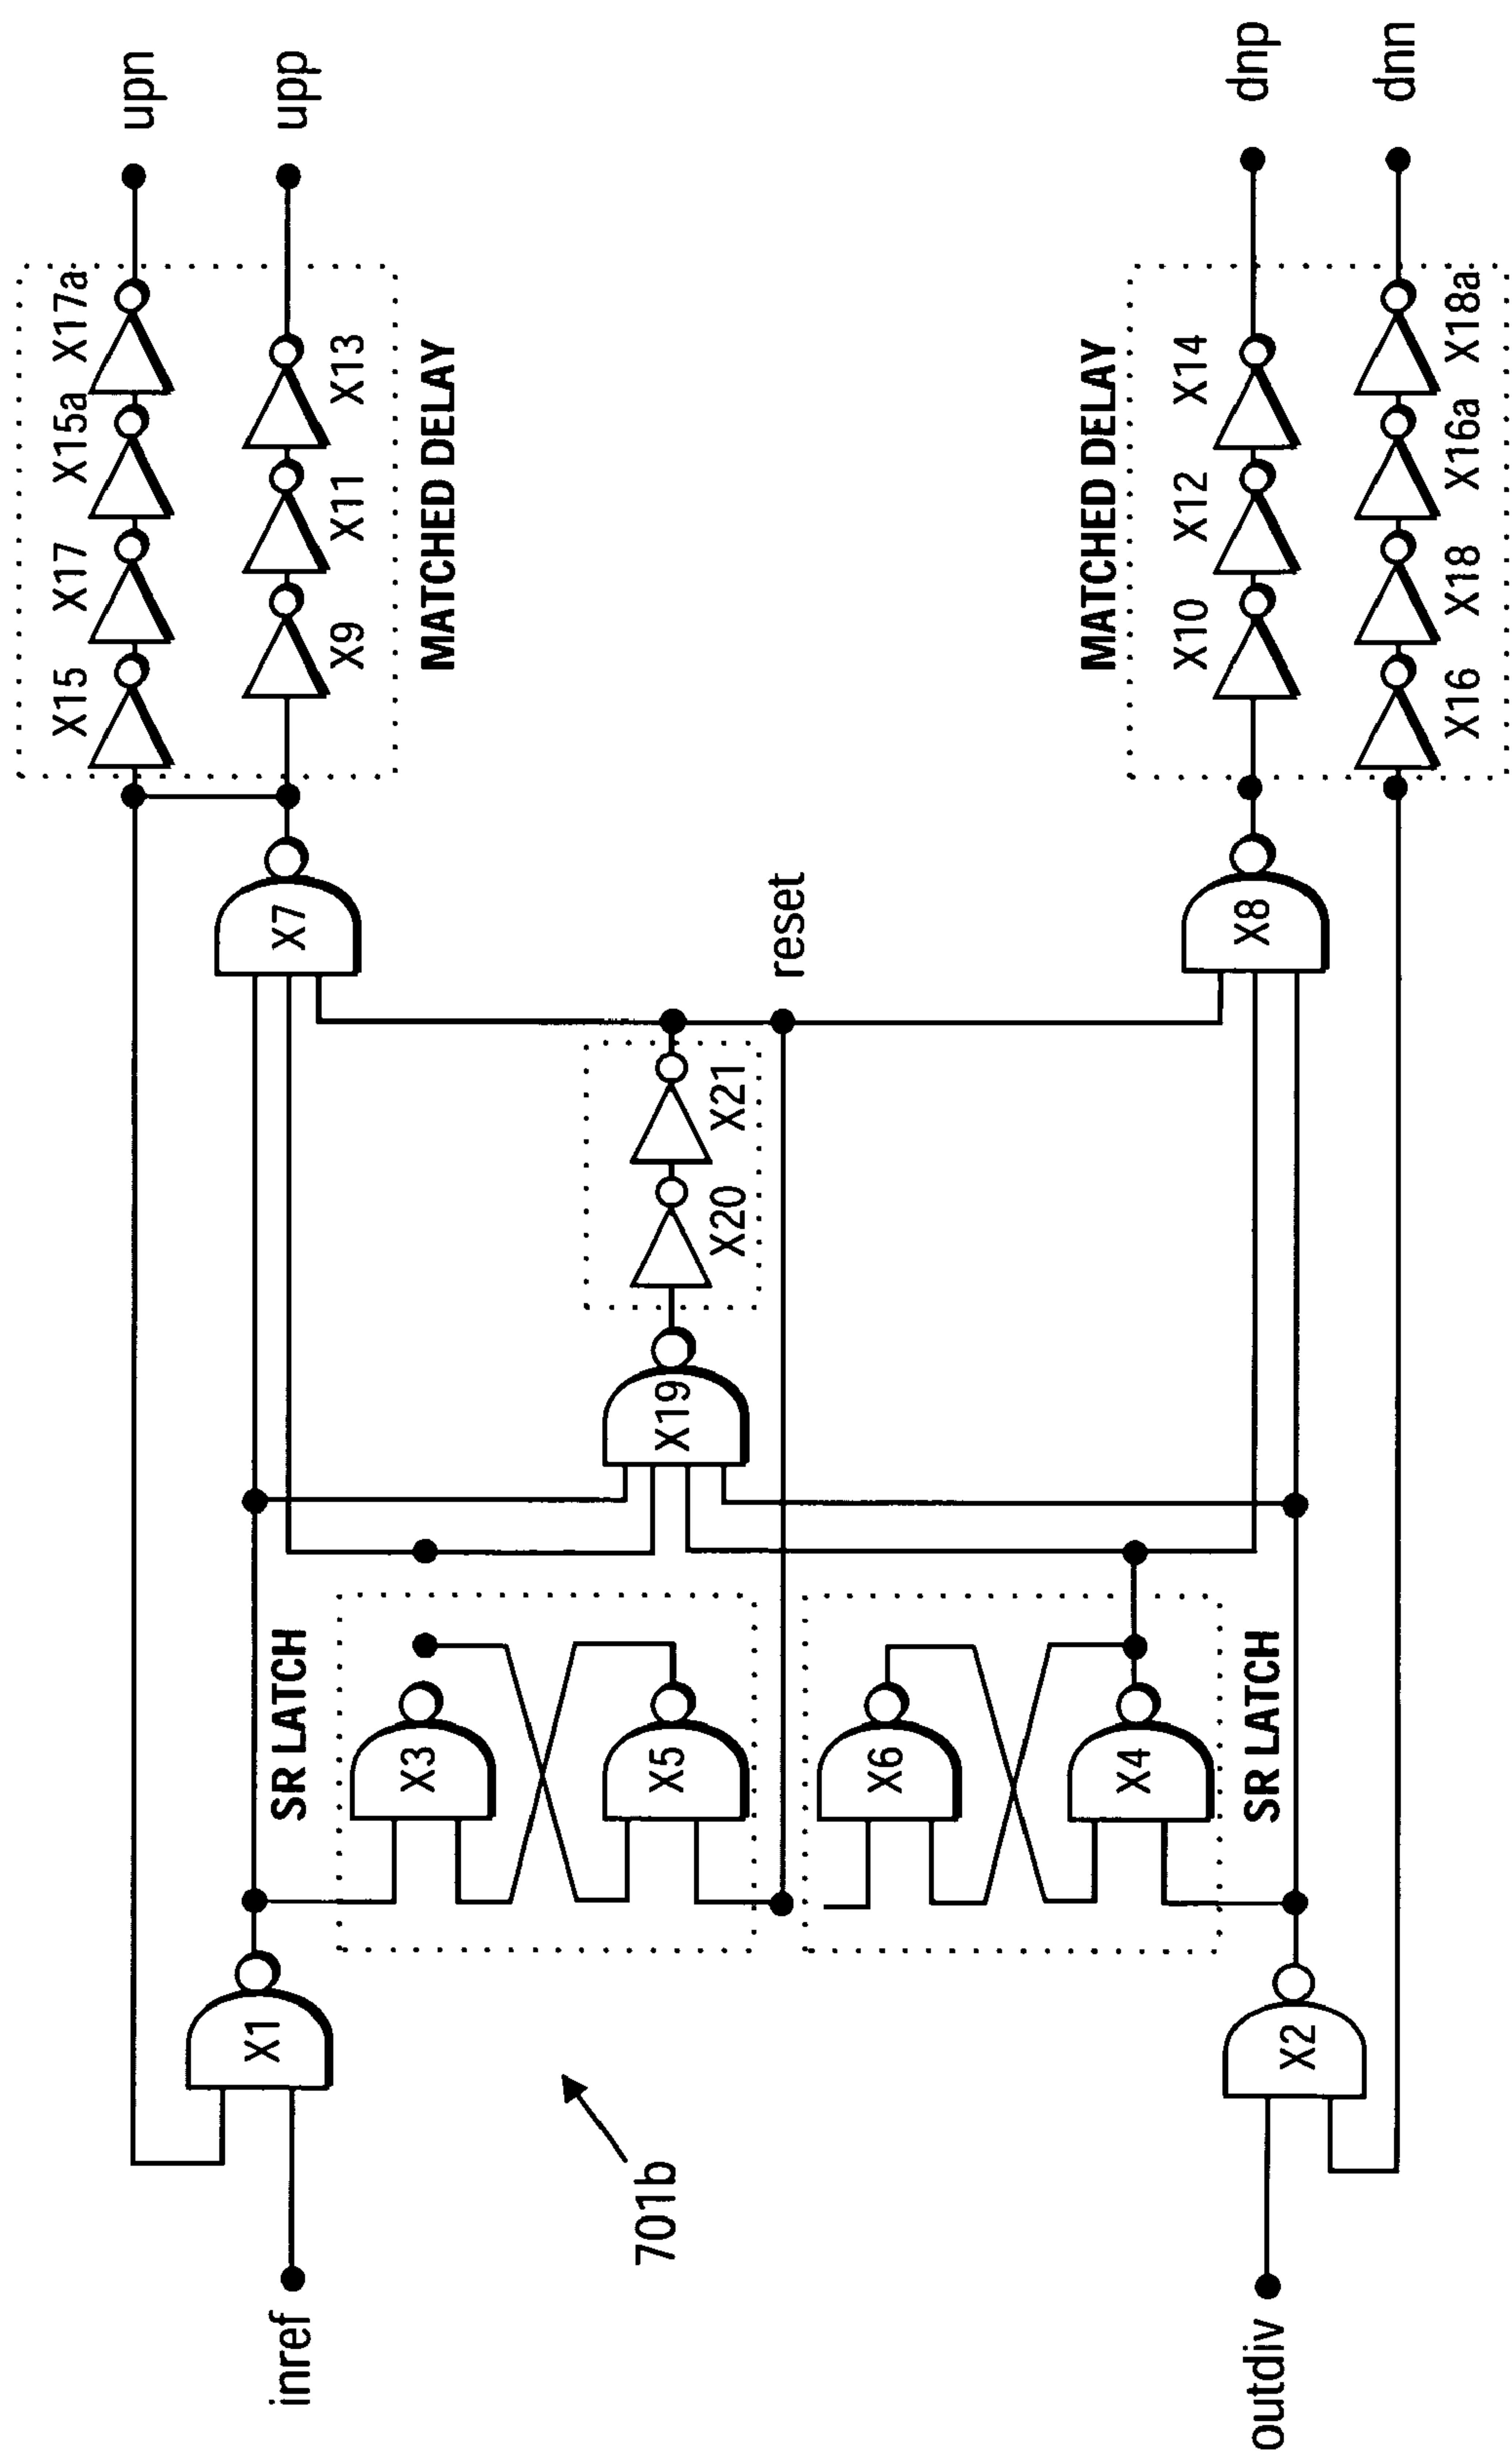 upn
upp
X15
X17
X15a
X17a
X9
X11
X13
MATCHED DELAY
X7
X1
inref
SR LATCH
X3
X5
X19
X20
X21
reset
701b
X6
X4
SR LATCH
X8
X2
outdiv
MATCHED DELAY
X10
X12
X14
X16
X18
X16a
X18a
dnp
dnn